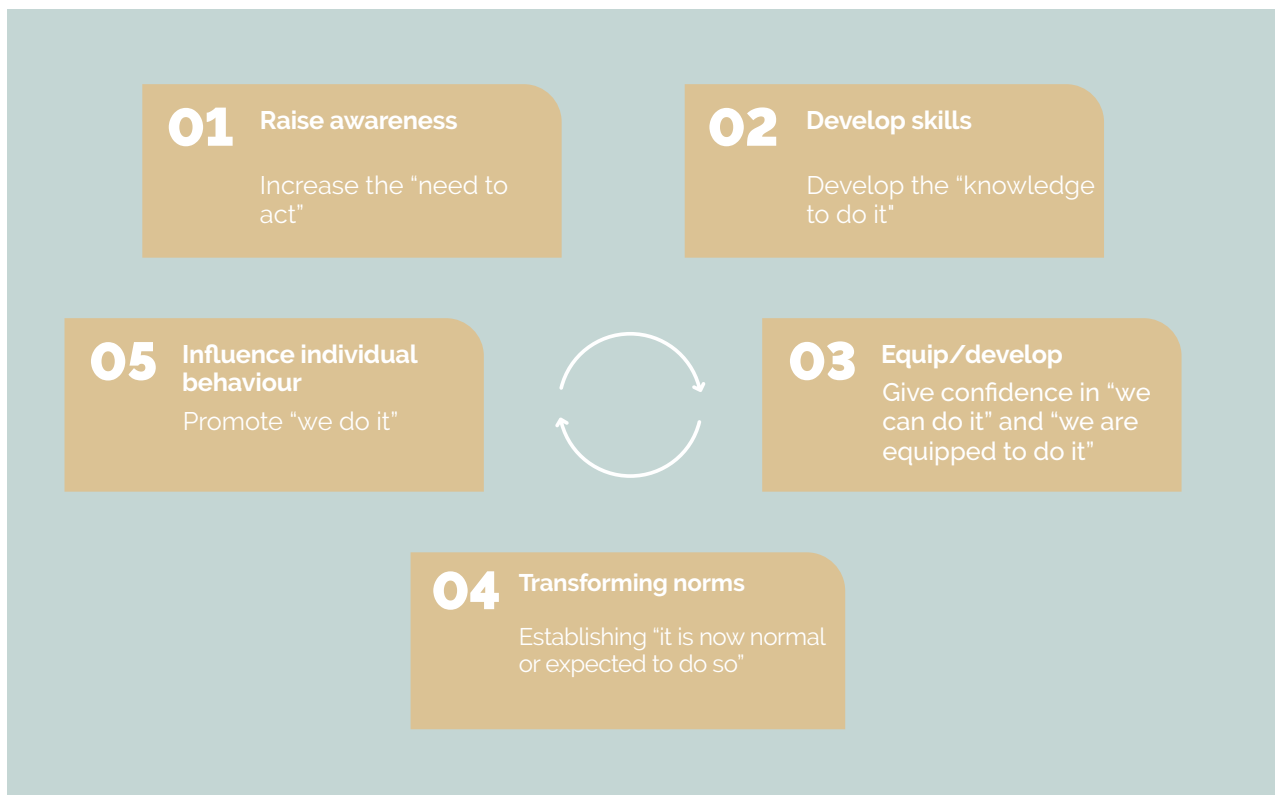 01 Raise awareness
Increase the “need to
act”
02 Develop skills
Develop the “knowledge
to do it"
03 Equip/develop
Give confidence in “we
can do it” and “we are
equipped to do it”
04 Transforming norms
Establishing “it is now normal
or expected to do so”
05 Influence individual
behaviour
Promote “we do it”